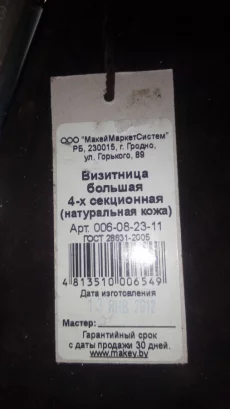 ООО "МакейМаркетСистем"
РБ, 230015, г. Гродно,
ул. Горького, 89
Визитница
большая
4-х секционная
(натуральная кожа)
Арт. 006-08-23-11
ГОСТ 28631-2005
4 813510 006549
Дата изготовления
2012
Мастер:
Гарантийный срок
с даты продажи 30 дней.
www.makey.by